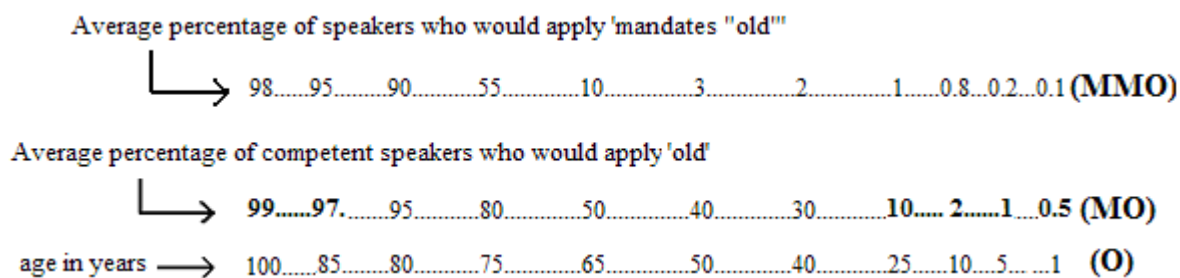 Average percentage of speakers who would apply 'mandates "old"'
98......95.........90..........55............10..............3..............2.................1......0.8...0.2...0.1 (MMO)
Average percentage of competent speakers who would apply 'old'
99......97. .......95..........80............50............40............30............10..... 2......1....0.5 (MO)
age in years 100......85.........80..........75............65............50............40............25......10....5... ...1 (O)